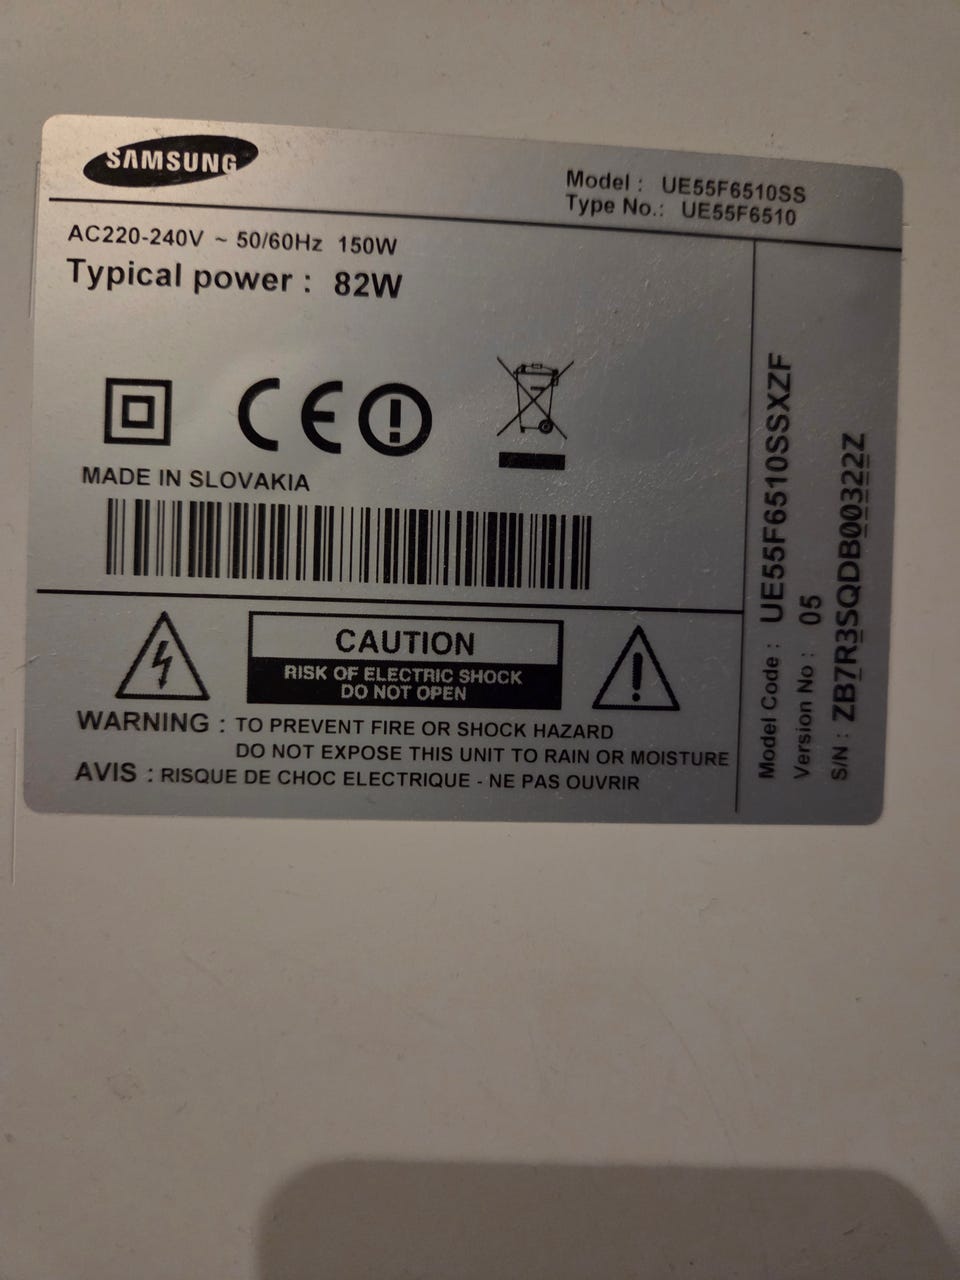 SAMSUNG
Model : UE55F6510SS
Type No.: UE55F6510
AC220-240V ~ 50/60Hz 150W
Typical power : 82W
CE
MADE IN SLOVAKIA
CAUTION
RISK OF ELECTRIC SHOCK
DO NOT OPEN
WARNING : TO PREVENT FIRE OR SHOCK HAZARD
DO NOT EXPOSE THIS UNIT TO RAIN OR MOISTURE
AVIS : RISQUE DE CHOC ELECTRIQUE - NE PAS OUVRIR
Model Code : UE55F6510SSXZF
Version No : 05
S/N : ZB7R3SQDB00322Z